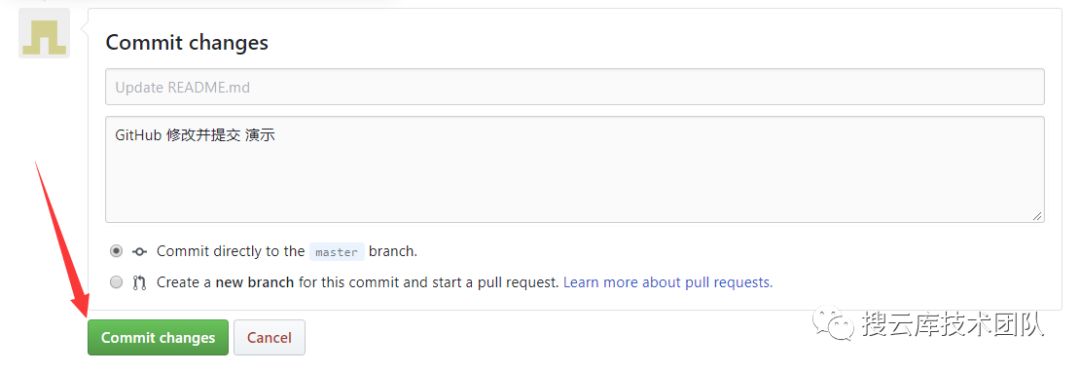 Commit changes
Update README.md
GitHub 修改并提交 演示
Commit directly to the master branch.
Create a new branch for this commit and start a pull request. Learn more about pull requests.
Commit changes
Cancel
搜云库技术团队